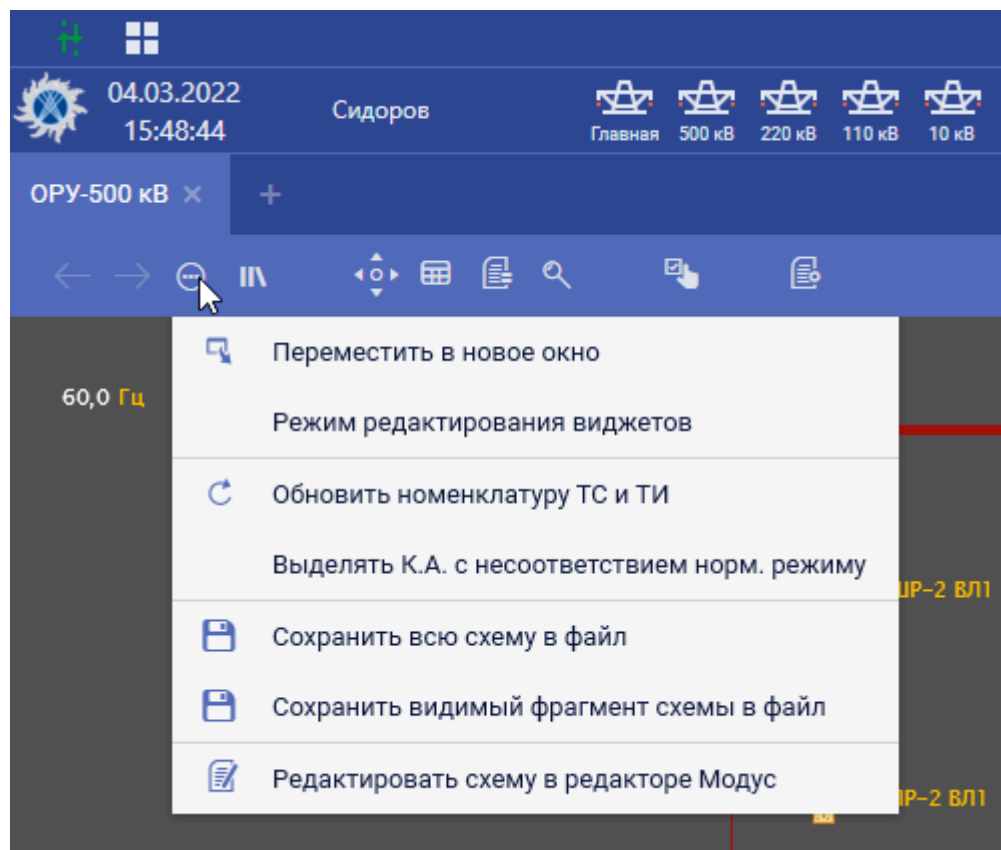 04.03.2022
15:48:44
Сидоров
Главная 500 кВ 220 кВ 110 кВ 10 кВ
ОРУ-500 кВ × +
Переместить в новое окно
60,0 Гц
Режим редактирования виджетов
Обновить номенклатуру ТС и ТИ
Выделять К.А. с несоответствием норм. режиму
ШР-2 ВЛ1
Сохранить всю схему в файл
Сохранить видимый фрагмент схемы в файл
Редактировать схему в редакторе Модус
Р-2 ВЛ1